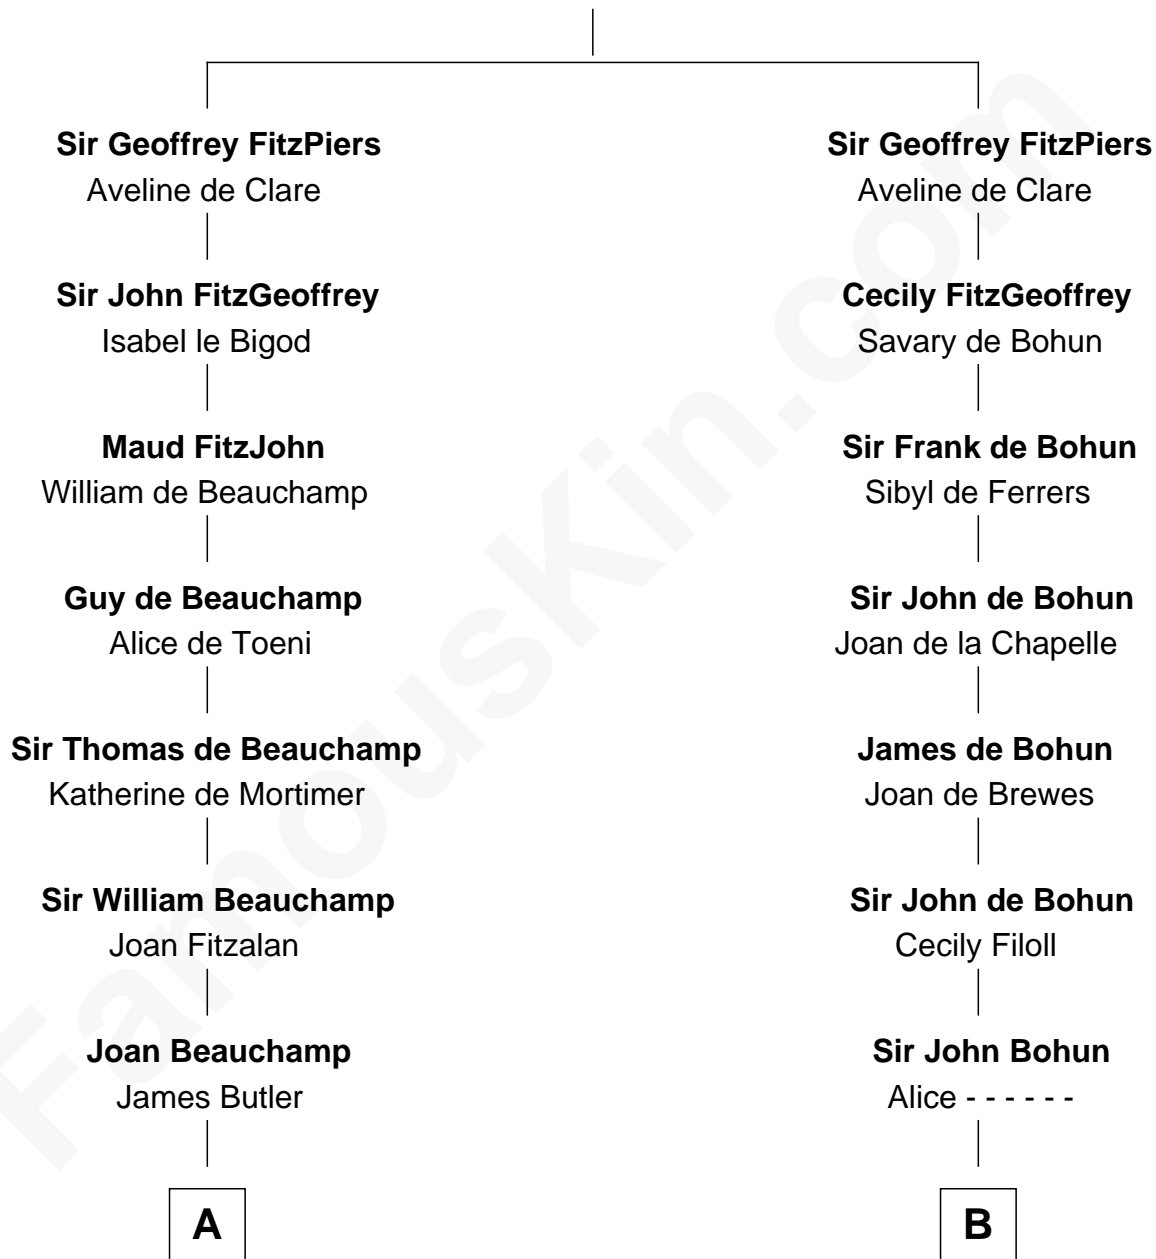 Sir Geoffrey FitzPiers
Aveline de Clare
Sir John FitzGeoffrey
Isabel le Bigod
Maud FitzJohn
William de Beauchamp
Guy de Beauchamp
Alice de Toeni
Sir Thomas de Beauchamp
Katherine de Mortimer
Sir William Beauchamp
Joan Fitzalan
Joan Beauchamp
James Butler
A
Sir Geoffrey FitzPiers
Aveline de Clare
Cecily FitzGeoffrey
Savary de Bohun
Sir Frank de Bohun
Sibyl de Ferrers
Sir John de Bohun
Joan de la Chapelle
James de Bohun
Joan de Brewes
Sir John de Bohun
Cecily Filoll
Sir John Bohun
Alice - - - - - -
B
FamousKin.com